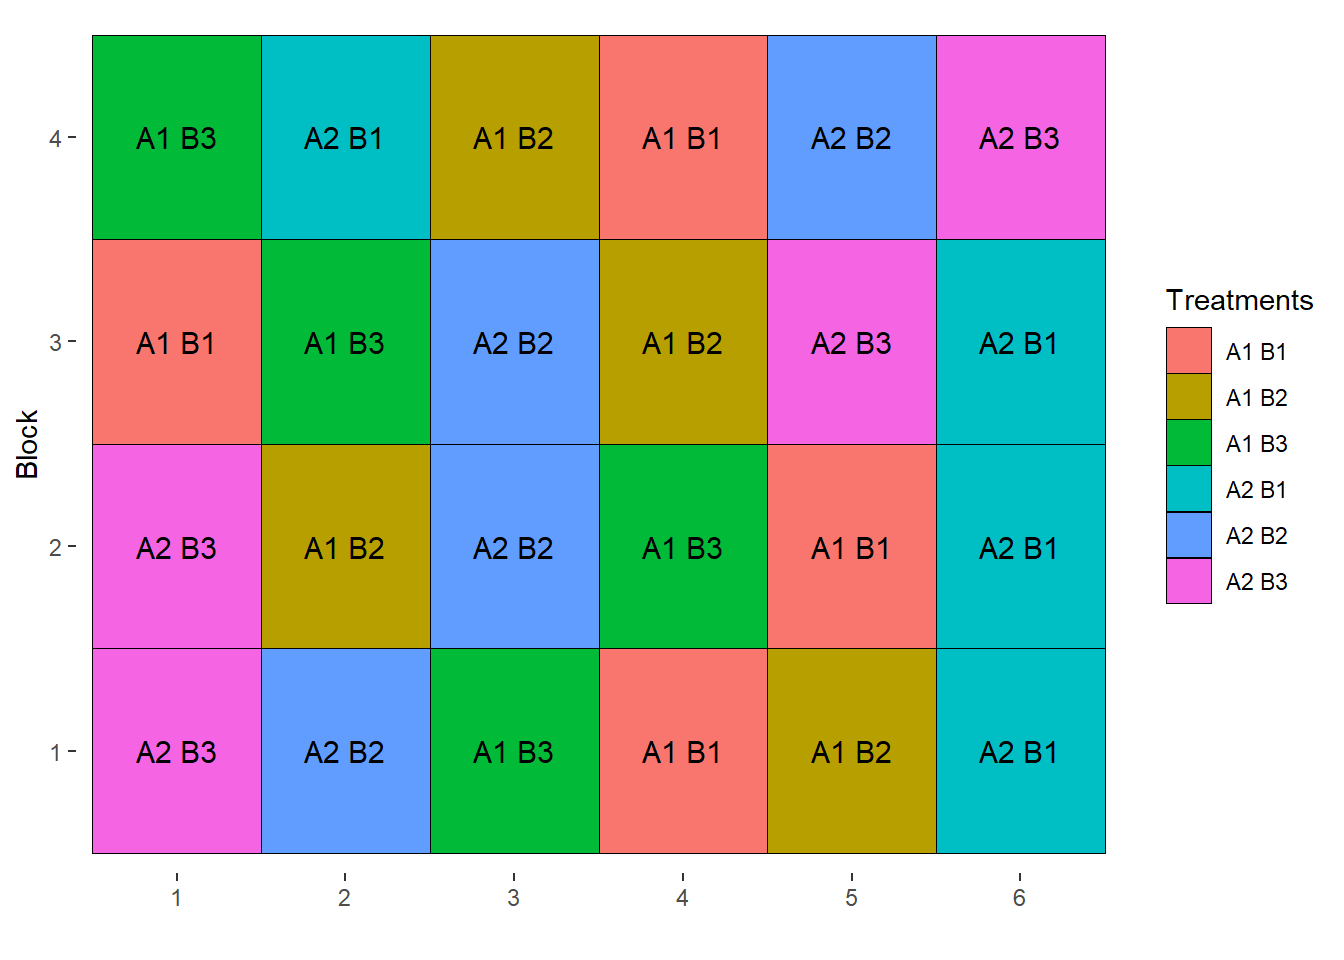 4
A1 B3 A2 B1 A1 B2 A1 B1 A2 B2 A2 B3
3
A1 B1 A1 B3 A2 B2 A1 B2 A2 B3 A2 B1
Block
2
A2 B3 A1 B2 A2 B2 A1 B3 A1 B1 A2 B1
1
A2 B3 A2 B2 A1 B3 A1 B1 A1 B2 A2 B1
1 2 3 4 5 6
Treatments
A1 B1
A1 B2
A1 B3
A2 B1
A2 B2
A2 B3